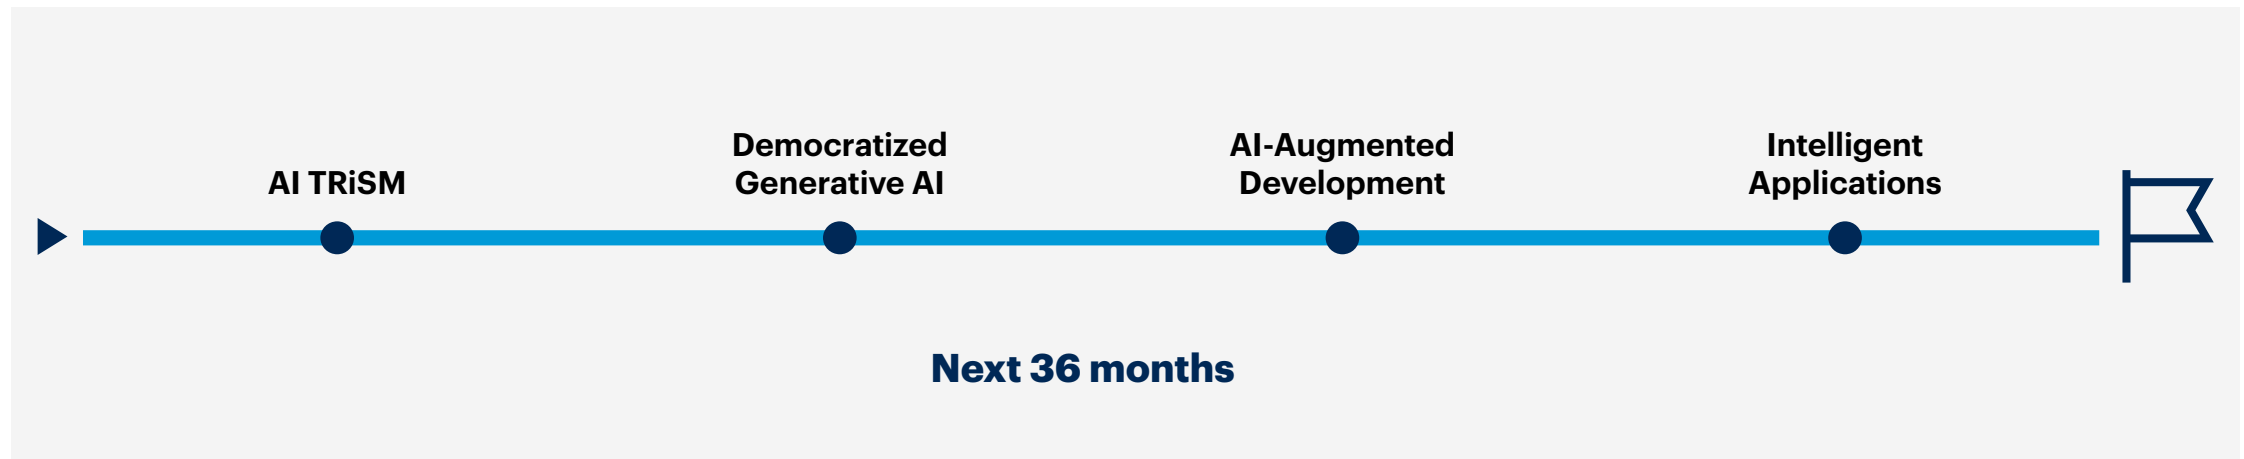 AI TRiSM
Democratized
Generative AI
AI-Augmented
Development
Intelligent
Applications
Next 36 months